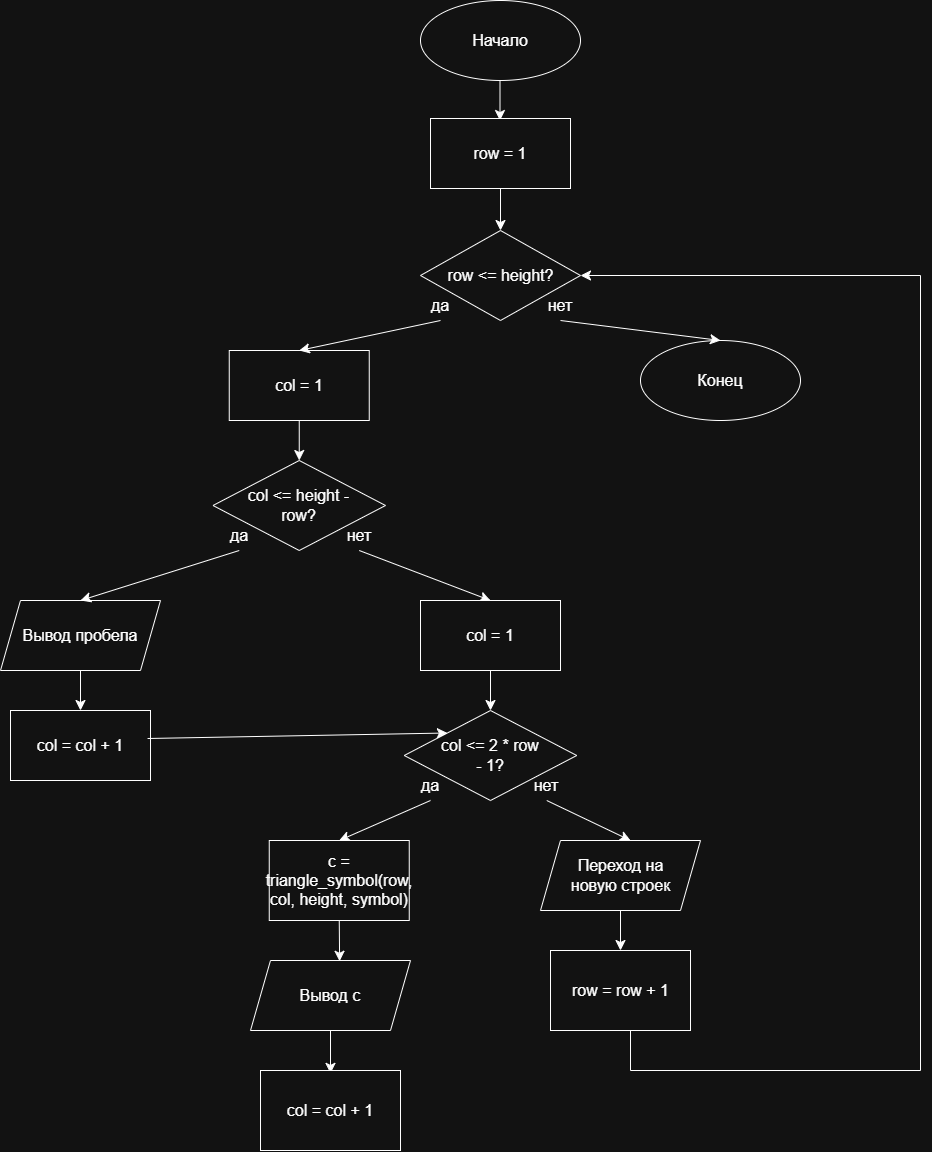 Начало
row = 1
row <= height?
да
нет
col = 1
Конец
col <= height -
row?
да
нет
Вывод пробела
col = 1
col = col + 1
col <= 2 * row
- 1?
да
нет
c =
triangle_symbol(row,
col, height, symbol)
Переход на
новую строек
Вывод c
row = row + 1
col = col + 1